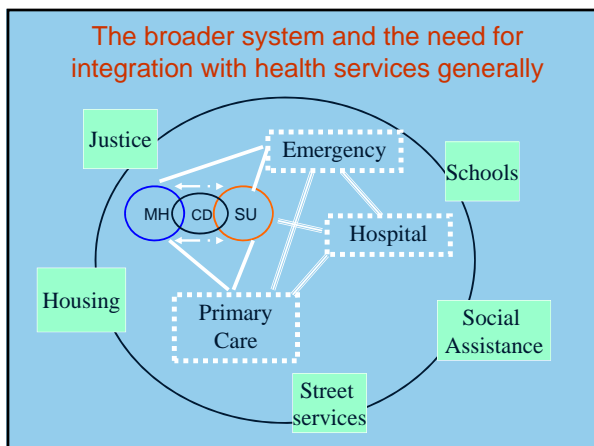 The broader system and the need for
integration with health services generally
Justice
Emergency
Schools
MH
CD
SU
Hospital
Housing
Primary
Care
Social
Assistance
Street
services